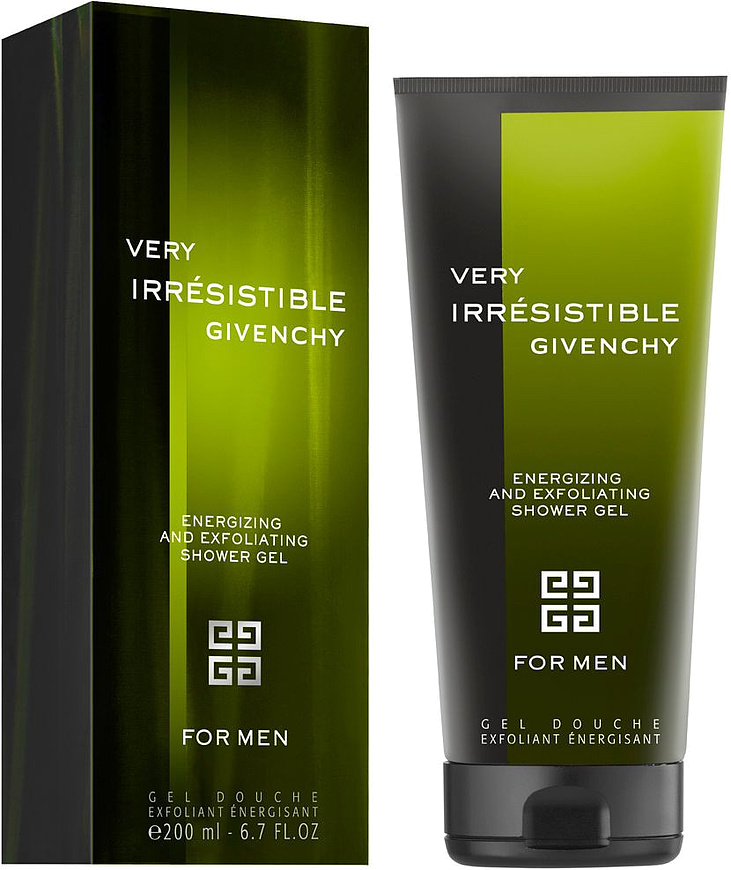 VERY
IRRÉSISTIBLE
GIVENCHY
ENERGIZING
AND EXFOLIATING
SHOWER GEL
FOR MEN
GEL DOUCHE
EXFOLIANT ÉNERGISANT
℮200 ml - 6.7 FL.OZ
VERY
IRRÉSISTIBLE
GIVENCHY
ENERGIZING
AND EXFOLIATING
SHOWER GEL
FOR MEN
GEL DOUCHE
EXFOLIANT ÉNERGISANT